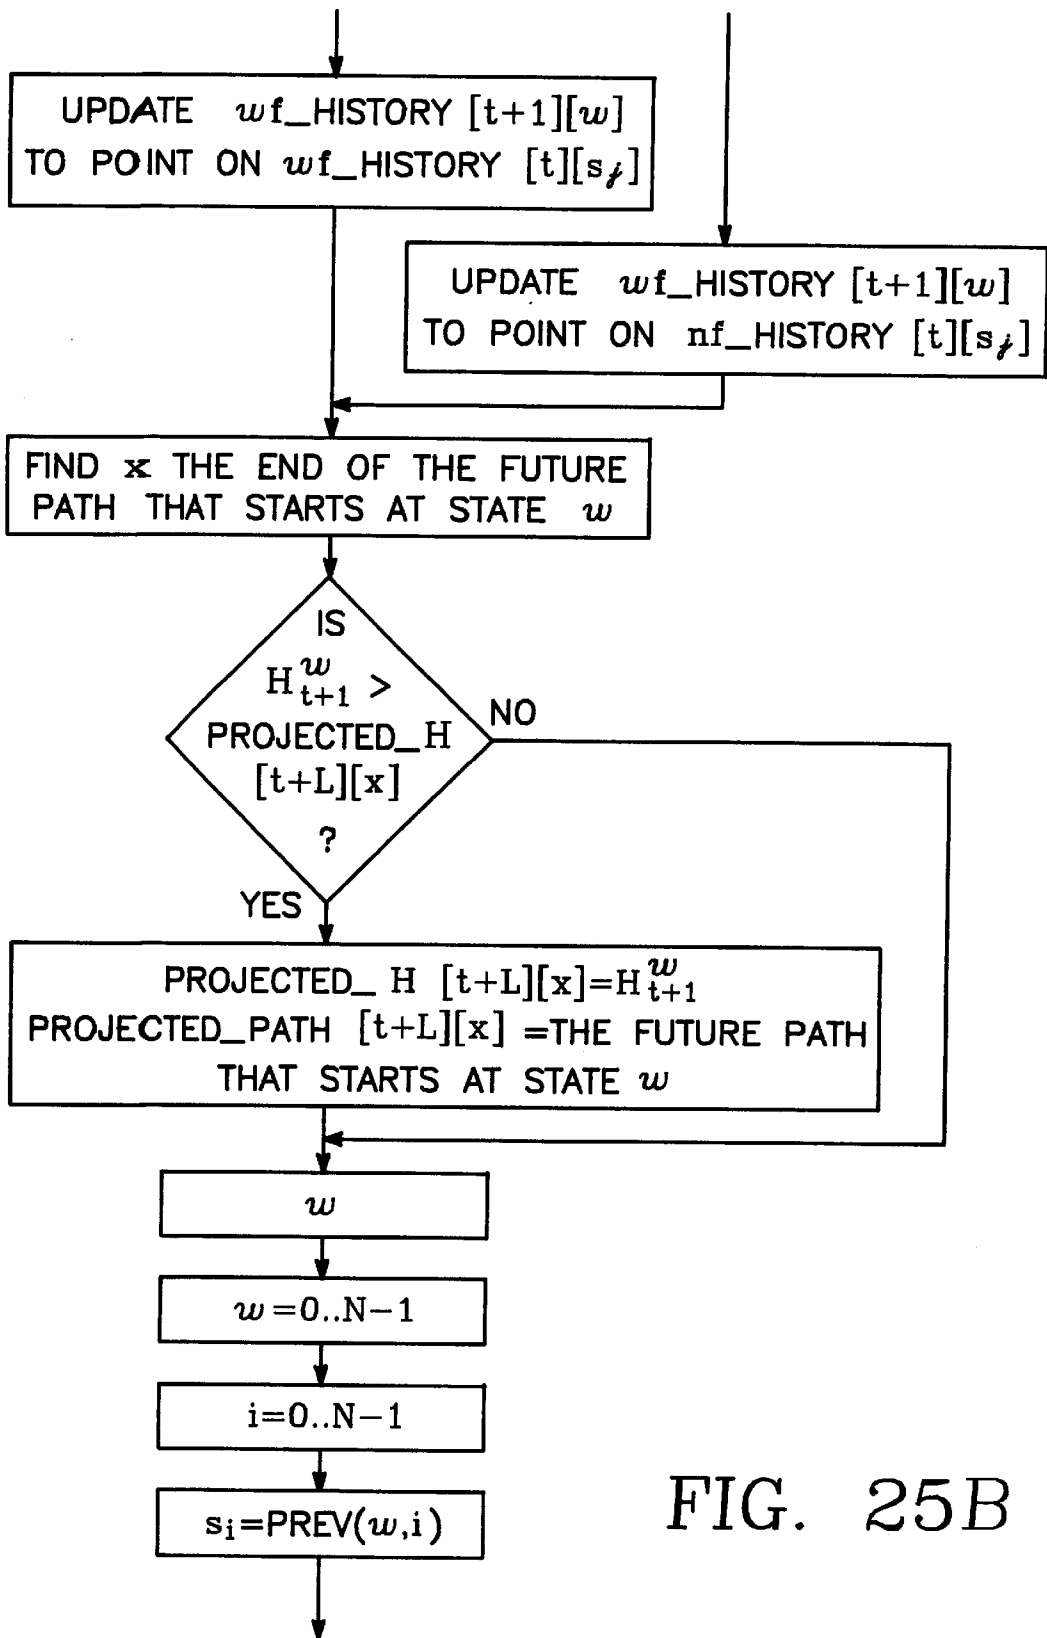 UPDATE wf_HISTORY [t+1][w]
TO POINT ON wf_HISTORY [t][s_j]
UPDATE wf_HISTORY [t+1][w]
TO POINT ON nf_HISTORY [t][s_j]
FIND x THE END OF THE FUTURE
PATH THAT STARTS AT STATE w
IS
H^w_{t+1} >
PROJECTED_H
[t+L][x]
?
NO
YES
PROJECTED_ H [t+L][x]=H^w_{t+1}
PROJECTED_PATH [t+L][x] =THE FUTURE PATH
THAT STARTS AT STATE w
w
w=0..N-1
i=0..N-1
s_i=PREV(w,i)
FIG. 25B